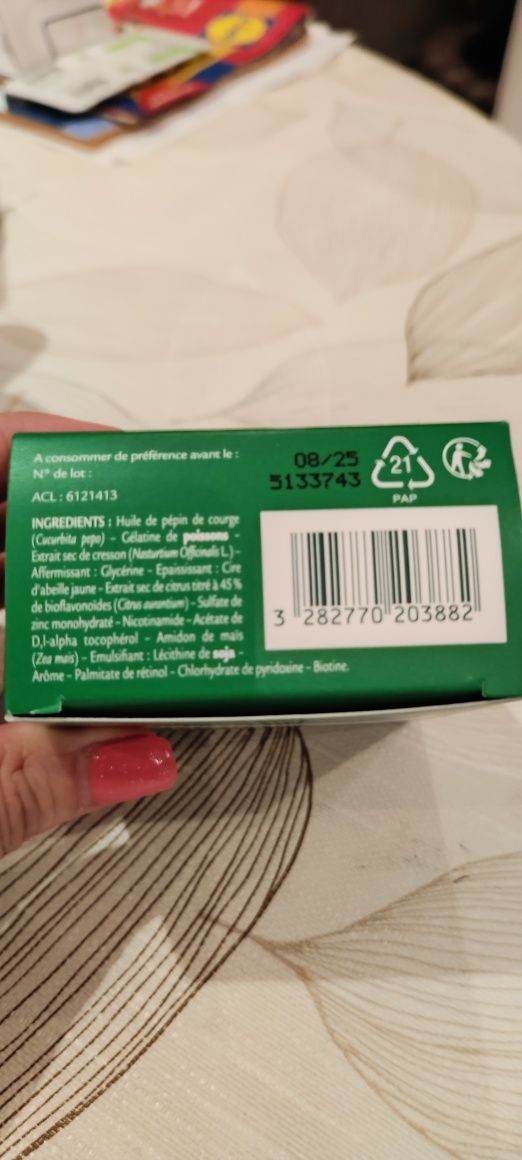 A consommer de préférence avant le :
08/25
N° de lot :
5133743
ACL : 6121413
21
PAP
INGREDIENTS : Huile de pépin de courge
(Cucurbita pepo) – Gélatine de poissons –
Extrait sec de cresson (Nasturtium Officinalis L.) –
Affermissant : Glycérine - Epaississant : Cire
d'abeille jaune – Extrait sec de citrus titré à 45%
de bioflavonoïdes (Citrus aurantium) – Sulfate de
zinc monohydraté – Nicotinamide – Acétate de
D,l-alpha tocophérol – Amidon de maïs
(Zea mais) – Emulsifiant : Lécithine de soja –
Arôme – Palmitate de rétinol – Chlorhydrate de pyridoxine – Biotine.
3 282770 203882